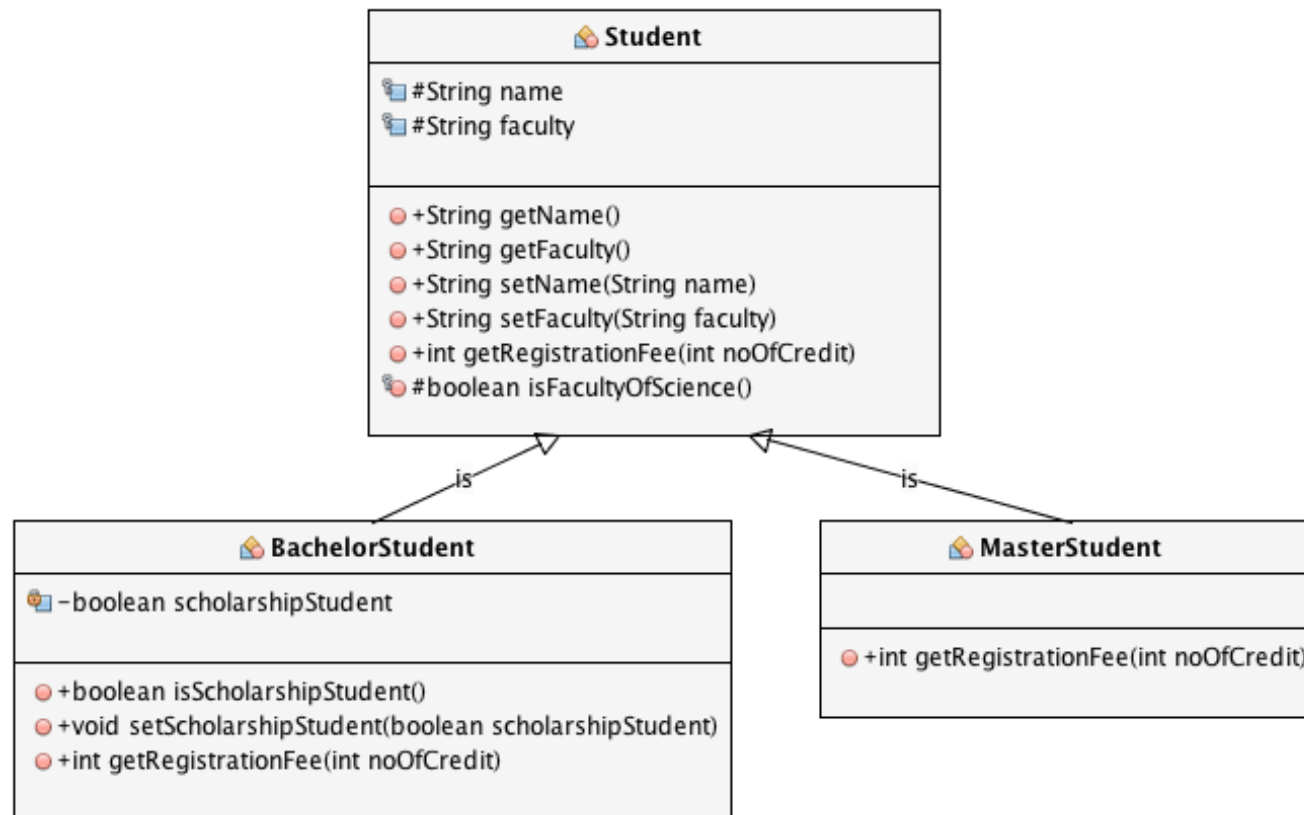 Student
#String name
#String faculty
+String getName()
+String getFaculty()
+String setName(String name)
+String setFaculty(String faculty)
+int getRegistrationFee(int noOfCredit)
#boolean isFacultyOfScience()
is
is
BachelorStudent
-boolean scholarshipStudent
+boolean isScholarshipStudent()
+void setScholarshipStudent(boolean scholarshipStudent)
+int getRegistrationFee(int noOfCredit)
MasterStudent
+int getRegistrationFee(int noOfCredit)